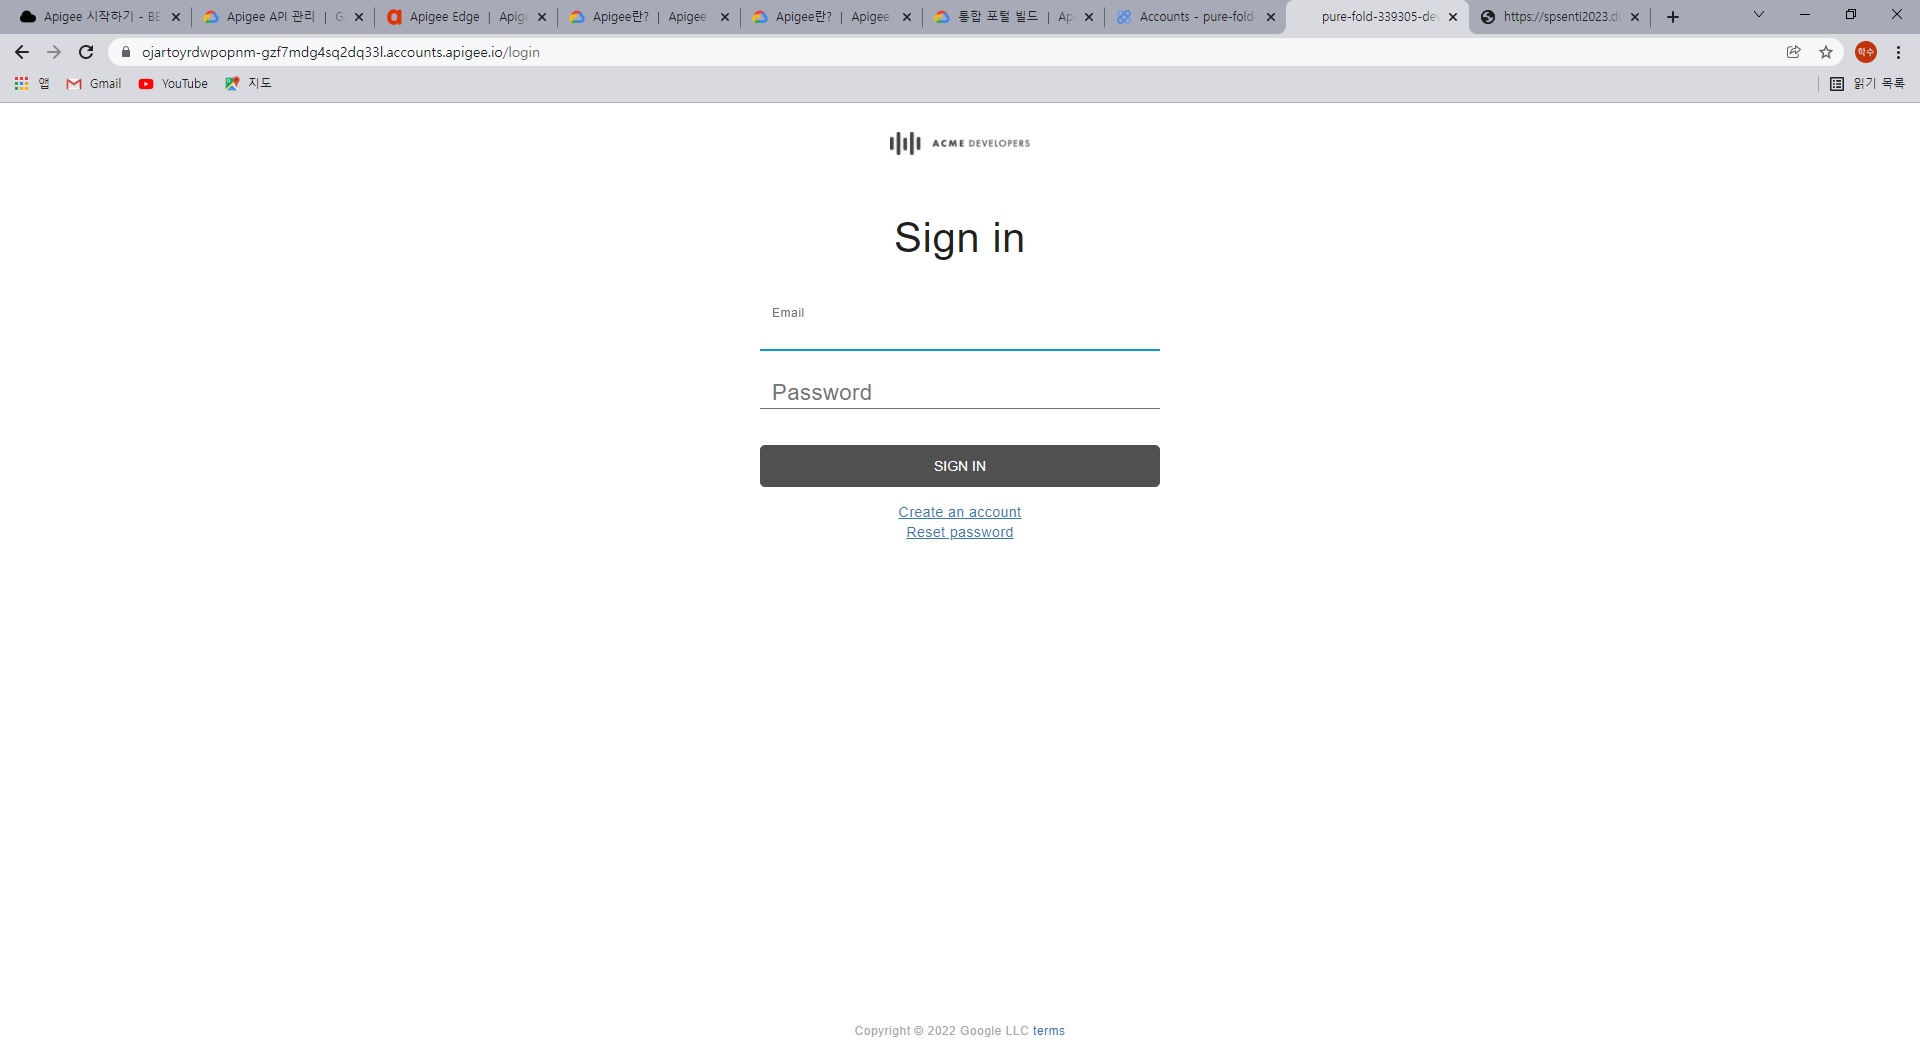 Apigee 시작하기 - BE
Apigee API 관리 | G
Apigee Edge | Apig
Apigee란? | Apigee
Apigee란? | Apigee
통합 포털 빌드 | Ap
Accounts - pure-fold-
pure-fold-339305-dev
https://spsenti2023.du
ojartoyrdwpopnm-gzf7mdg4sq2dq33l.accounts.apigee.io/login
학수
앱
Gmail
YouTube
지도
읽기 목록
ACME DEVELOPERS
Sign in
Email
Password
SIGN IN
Create an account
Reset password
Copyright © 2022 Google LLC terms